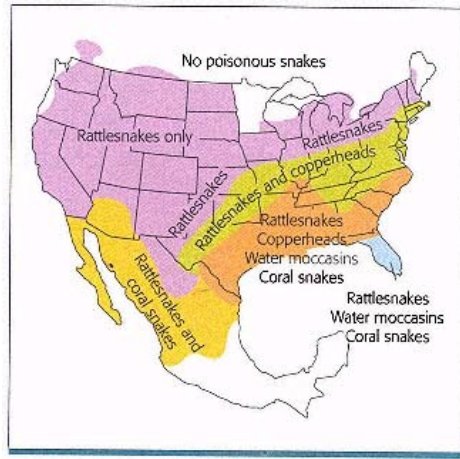 No poisonous snakes
Rattlesnakes only
Rattlesnakes
Rattlesnakes
Rattlesnakes and copperheads
Rattlesnakes
Copperheads
Water moccasins
Coral snakes
Rattlesnakes and
coral snakes
Rattlesnakes
Water moccasins
Coral snakes